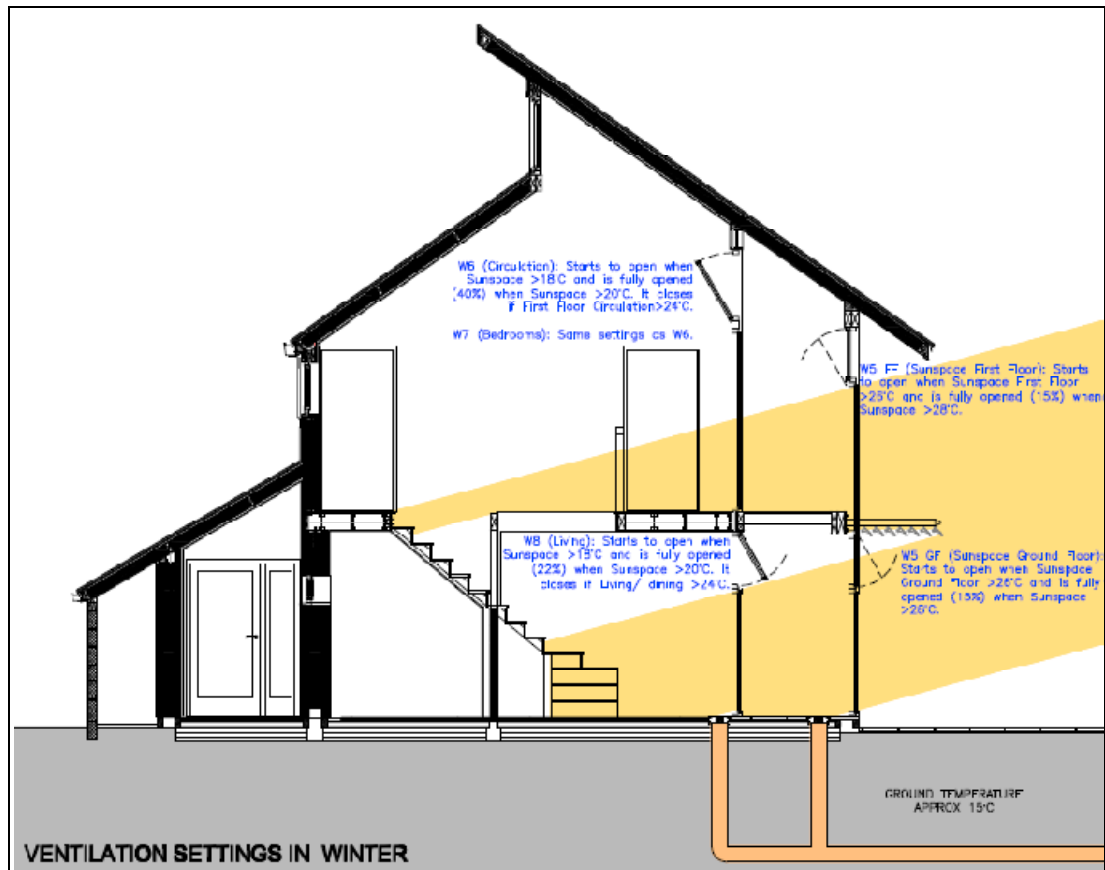 W6 (Circulction): Starts to open when
Sunspace >18°C and is fully opened
(40%) when Sunspace >20°C. It closes
if First Floor Circulation>24°C.
W7 (Bedrooms): Same settings as W6.
W5 FF (Sunspace First Floor): Starts
to open when Sunspace First Floor
>26°C and is fully opened (15%) when
Sunspace >28°C.
W8 (Living): Starts to open when
Sunspace >18°C and is fully opened
(22%) when Sunspace >20°C. It
closes if Living/ dining >24°C.
W5 GF (Sunspace Ground Floor):
Starts to open when Sunspace
Ground Floor >26°C and is fully
opened (15%) when Sunspace
GROUND TEMPERATURE
APPROX 15°C
VENTILATION SETTINGS IN WINTER